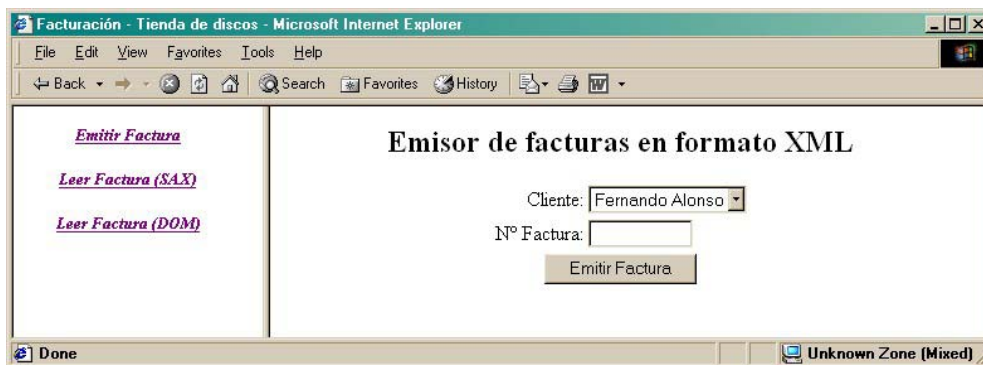 Facturación - Tienda de discos - Microsoft Internet Explorer
File Edit View Favorites Tools Help
Back Search Favorites History
Emitir Factura
Leer Factura (SAX)
Leer Factura (DOM)
Emisor de facturas en formato XML
Cliente: Fernando Alonso
Nº Factura:
Emitir Factura
Done Unknown Zone (Mixed)